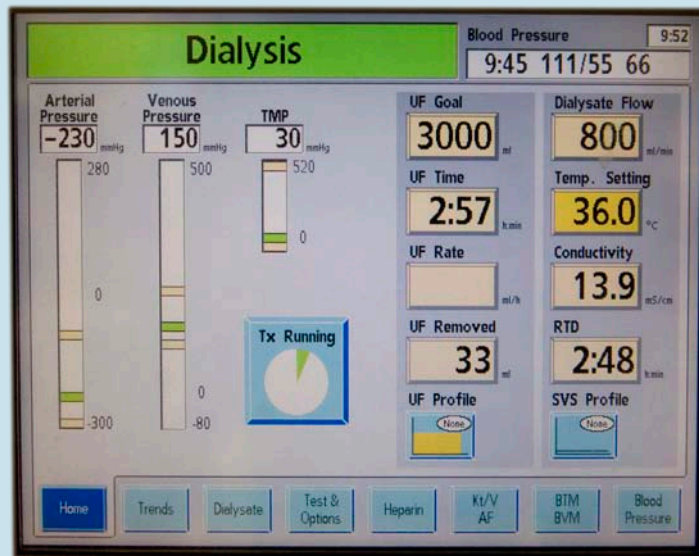 Dialysis
Blood Pressure
9:52
9:45 111/55 66
Arterial Pressure
-230 mmHg
280
0
-300
Venous Pressure
150 mmHg
500
0
-80
TMP
30 mmHg
520
0
Tx Running
UF Goal
3000 ml
UF Time
2:57 h:min
UF Rate
ml/h
UF Removed
33 ml
UF Profile
None
Dialysate Flow
800 ml/min
Temp. Setting
36.0 °C
Conductivity
13.9 mS/cm
RTD
2:48 h:min
SVS Profile
None
Home
Trends
Dialysate
Test & Options
Heparin
Kt/V AF
BTM BVM
Blood Pressure